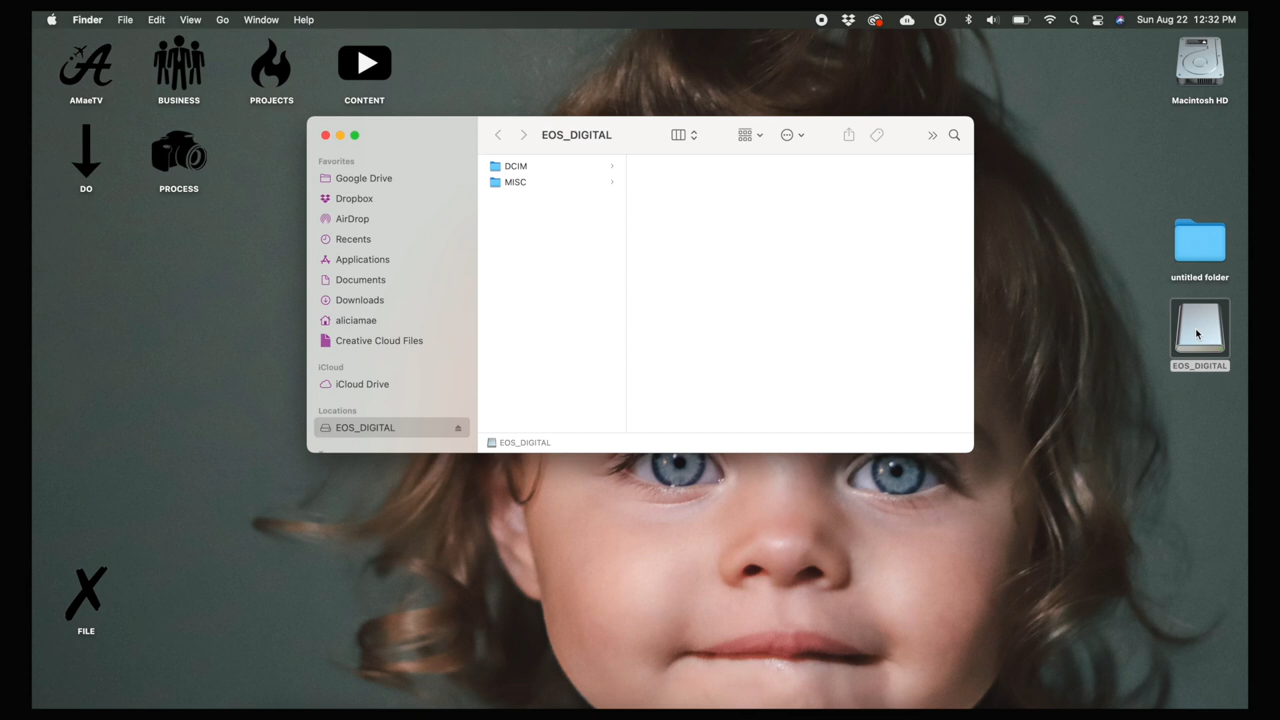 Finder File Edit View Go Window Help Sun Aug 22 12:32 PM
AMaeTV BUSINESS PROJECTS CONTENT
Macintosh HD
DO PROCESS
EOS_DIGITAL
Favorites
Google Drive
Dropbox
AirDrop
Recents
Applications
Documents
Downloads
aliciamae
Creative Cloud Files
iCloud
iCloud Drive
Locations
EOS_DIGITAL
DCIM
MISC
EOS_DIGITAL
untitled folder
EOS_DIGITAL
FILE